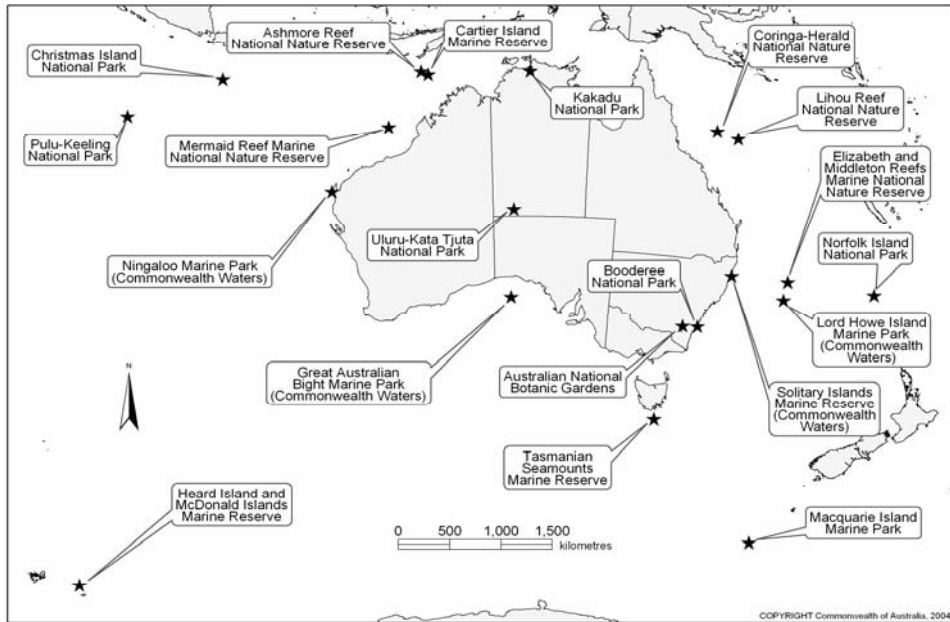 Ashmore Reef
National Nature Reserve
Cartier Island
Marine Reserve
Coringa-Herald
National Nature
Reserve
Christmas Island
National Park
Kakadu
National Park
Lihou Reef
National Nature
Reserve
Pulu-Keeling
National Park
Mermaid Reef Marine
National Nature Reserve
Elizabeth and
Middleton Reefs
Marine National
Nature Reserve
Uluru-Kata Tjuta
National Park
Norfolk Island
National Park
Ningaloo Marine Park
(Commonwealth Waters)
Booderee
National Park
Lord Howe Island
Marine Park
(Commonwealth
Waters)
Great Australian
Bight Marine Park
(Commonwealth Waters)
Australian National
Botanic Gardens
Solitary Islands
Marine Reserve
(Commonwealth
Waters)
N
Tasmanian
Seamounts
Marine Reserve
Heard Island and
McDonald Islands
Marine Reserve
Macquarie Island
Marine Park
0 500 1,000 1,500
kilometres
COPYRIGHT Commonwealth of Australia, 2004